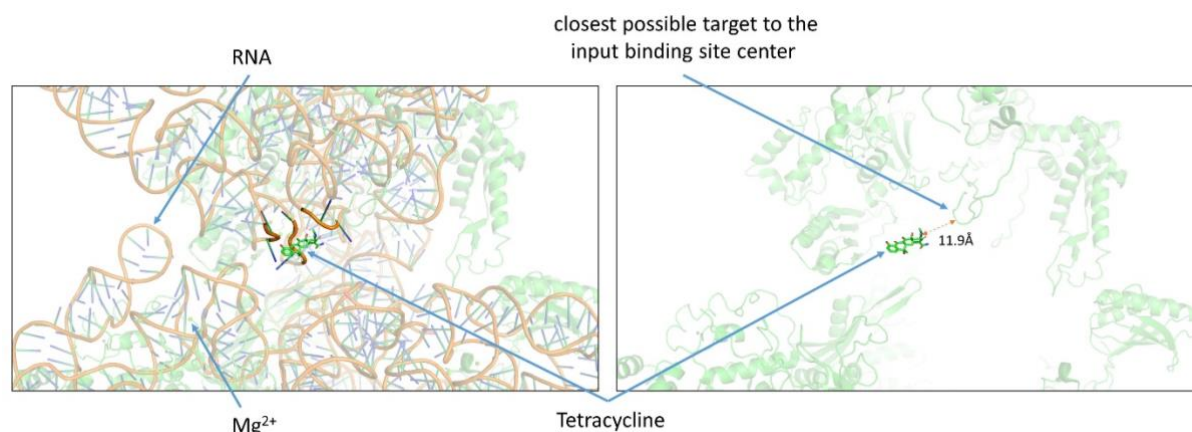 closest possible target to the
input binding site center
RNA
11.9Å
Mg²⁺
Tetracycline